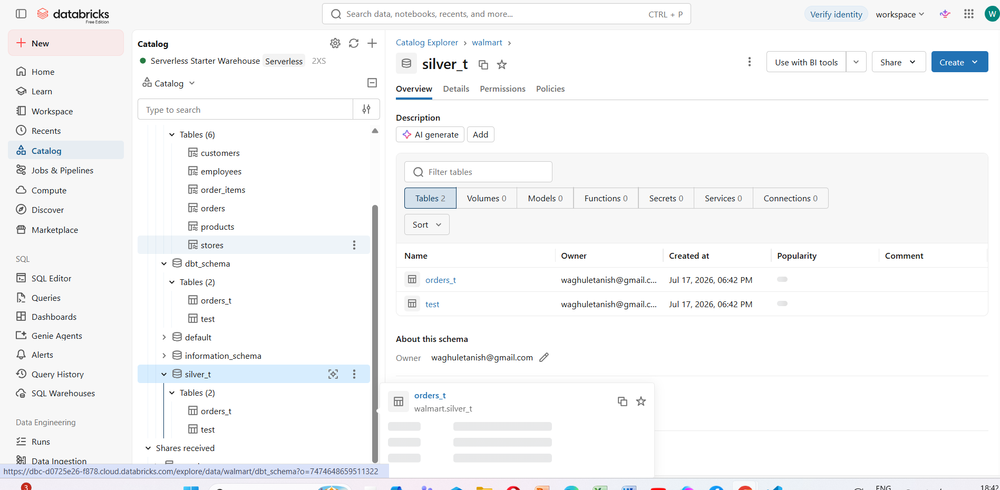 databricks
Free Edition
Search data, notebooks, recents, and more...
CTRL + P
Verify identity
workspace
W
New
Home
Learn
Workspace
Recents
Catalog
Jobs & Pipelines
Compute
Discover
Marketplace
SQL
SQL Editor
Queries
Dashboards
Genie Agents
Alerts
Query History
SQL Warehouses
Data Engineering
Runs
Data Ingestion
Catalog
Serverless Starter Warehouse Serverless 2XS
Catalog
Type to search
Tables (6)
customers
employees
order_items
orders
products
stores
dbt_schema
Tables (2)
orders_t
test
default
information_schema
silver_t
Tables (2)
orders_t
test
Shares received
Catalog Explorer > walmart >
silver_t
Use with BI tools
Share
Create
Overview Details Permissions Policies
Description
AI generate
Add
Filter tables
Tables 2 Volumes 0 Models 0 Functions 0 Secrets 0 Services 0 Connections 0
Sort
Name Owner Created at Popularity Comment
orders_t waghuletanish@gmail.c... Jul 17, 2026, 06:42 PM
test waghuletanish@gmail.c... Jul 17, 2026, 06:42 PM
About this schema
Owner waghuletanish@gmail.com
orders_t
walmart.silver_t
https://dbc-d0725e26-f878.cloud.databricks.com/explore/data/walmart/dbt_schema?o=7474648659511322
3
ENG
18:42